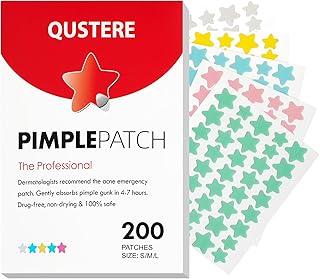 QUSTERE
PIMPLEPATCH
The Professional
Dermatologists recommend the acne emergency
patch. Gently absorbs pimple gunk in 4-7 hours.
Drug-free, non-drying & 100% safe
200
PATCHES
SIZE: S/M/L